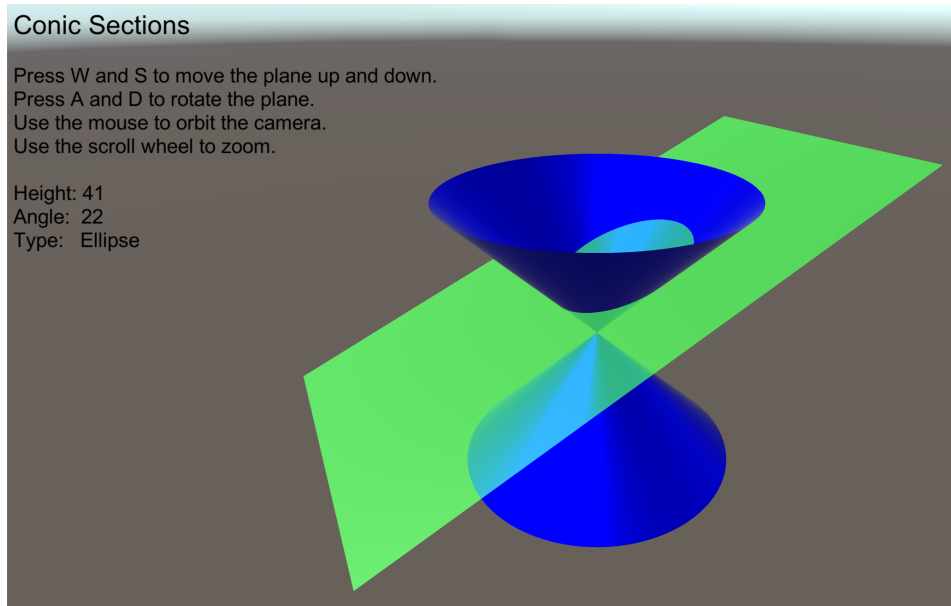 Conic Sections
Press W and S to move the plane up and down.
Press A and D to rotate the plane.
Use the mouse to orbit the camera.
Use the scroll wheel to zoom.
Height: 41
Angle: 22
Type: Ellipse